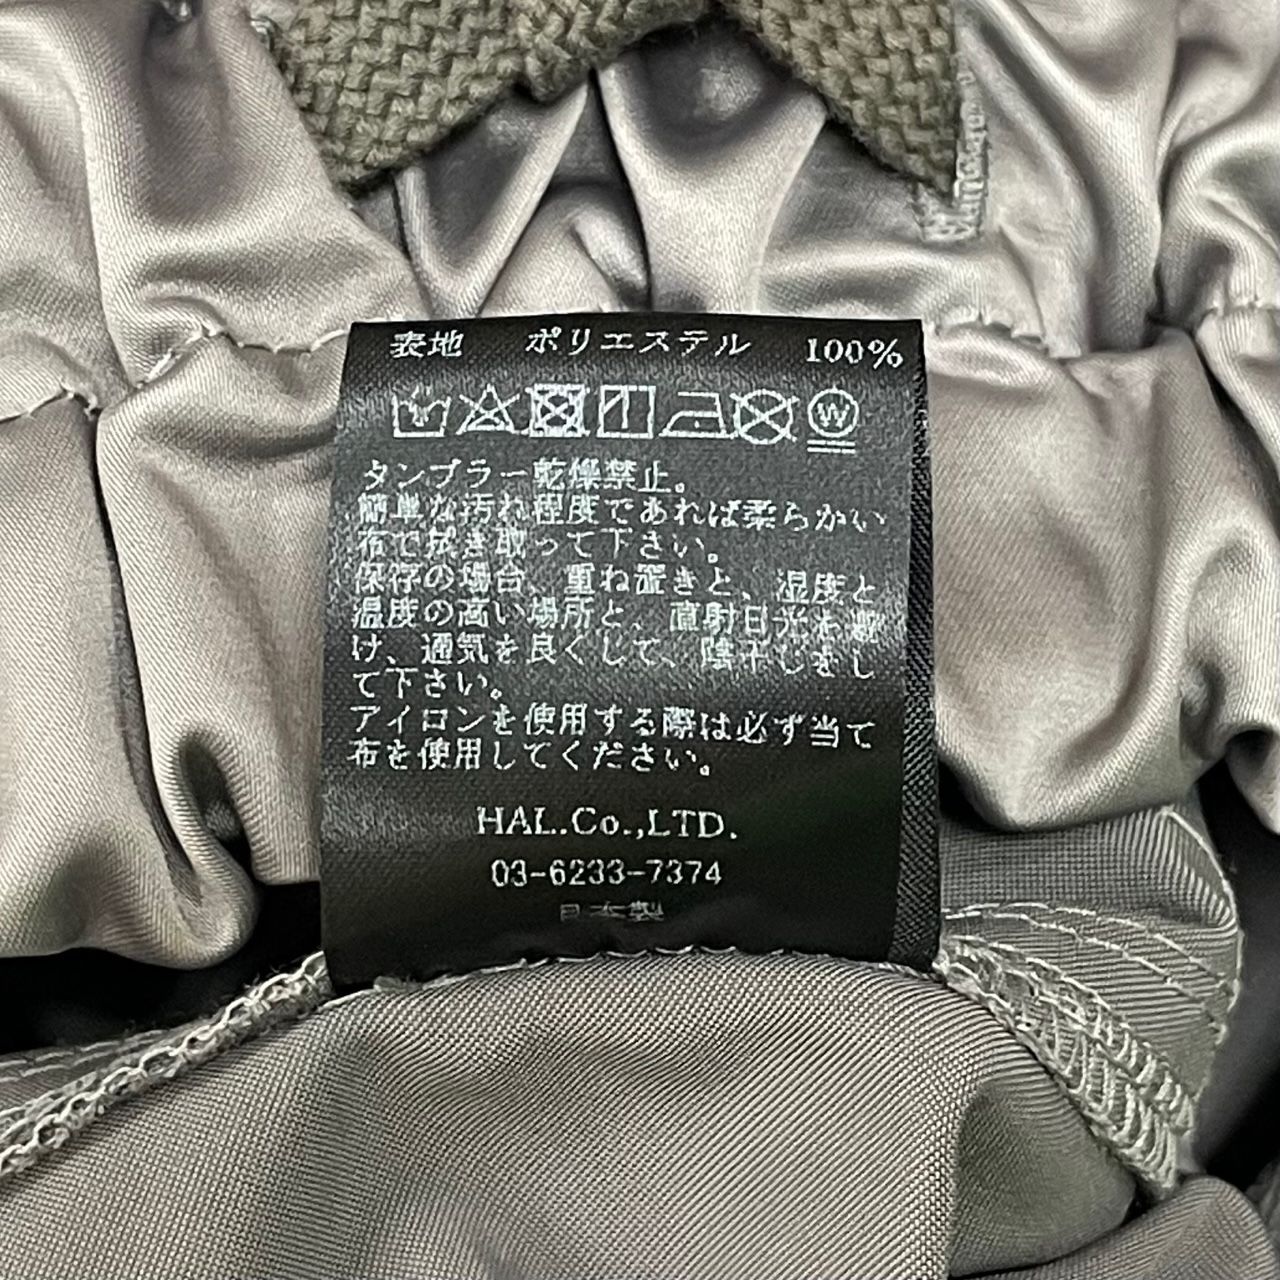 表地 ポリエステル 100%
W
タンブラー乾燥禁止。
簡単な汚れ程度であれば柔らかい
布で拭き取って下さい。
保存の場合、重ね置きと、湿度と
温度の高い場所と、直射日光を避
け、通気を良くして、陰干しをし
て下さい。
アイロンを使用する際は必ず当て
布を使用してください。
HAL.Co.,LTD.
03-6233-7374
日本製